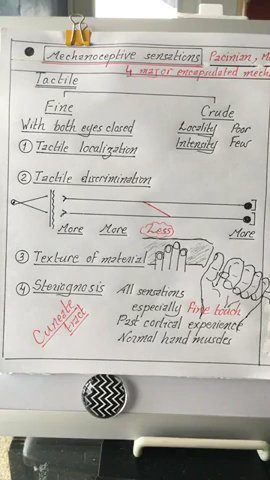 Mechanoceptive sensations Pacinian,
4 major encapsulated
Tactile
Fine Crude
With both eyes closed Locality Poor
① Tactile localization Intensity Few
② Tactile discrimination
More More Less More
③ Texture of material
④ Steriognosis All sensations
especially Fine touch
Cuneate tract Past cortical experience
Normal hand muscles